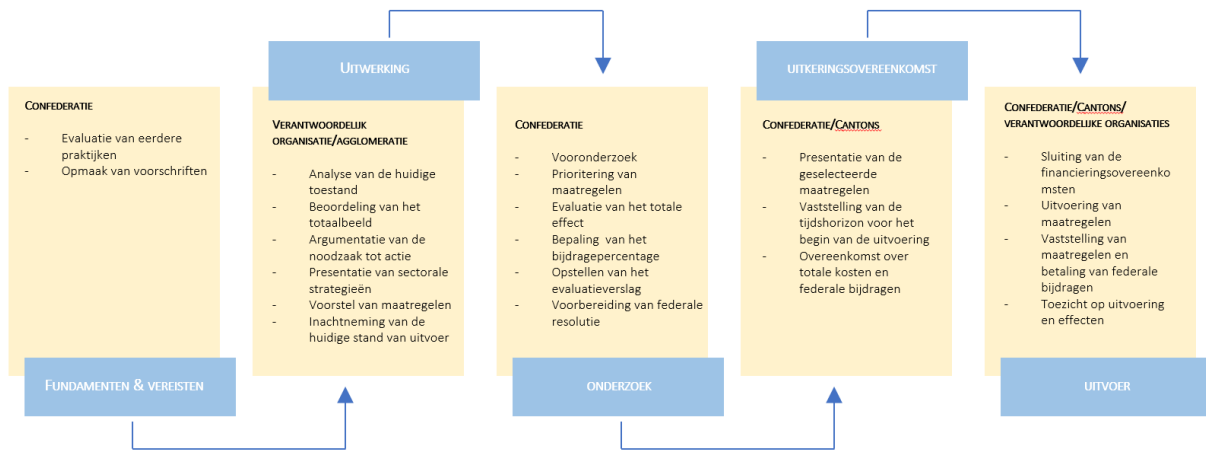 FUNDAMENTEN & VEREISTEN
CONFEDERATIE
- Evaluatie van eerdere
praktijken
- Opmaak van voorschriften
UITWERKING
VERANTWOORDELIJK
ORGANISATIE/AGGLOMERATIE
- Analyse van de huidige
toestand
- Beoordeling van het
totaalbeeld
- Argumentatie van de
noodzaak tot actie
- Presentatie van sectorale
strategieën
- Voorstel van maatregelen
- Inachtneming van de
huidige stand van uitvoer
ONDERZOEK
CONFEDERATIE
- Vooronderzoek
- Prioritering van
maatregelen
- Evaluatie van het totale
effect
- Bepaling van het
bijdragepercentage
- Opstellen van het
evaluatieverslag
- Voorbereiding van federale
resolutie
UITKERINGSOVEREENKOMST
CONFEDERATIE/CANTONS
- Presentatie van de
geselecteerde
maatregelen
- Vaststelling van de
tijdshorizon voor het
begin van de uitvoering
- Overeenkomst over
totale kosten en
federale bijdragen
UITVOER
CONFEDERATIE/CANTONS/
VERANTWOORDELIJKE ORGANISATIES
- Sluiting van de
financieringsovereenko
msten
- Uitvoering van
maatregelen
- Vaststelling van
maatregelen en
betaling van federale
bijdragen
- Toezicht op uitvoering
en effecten